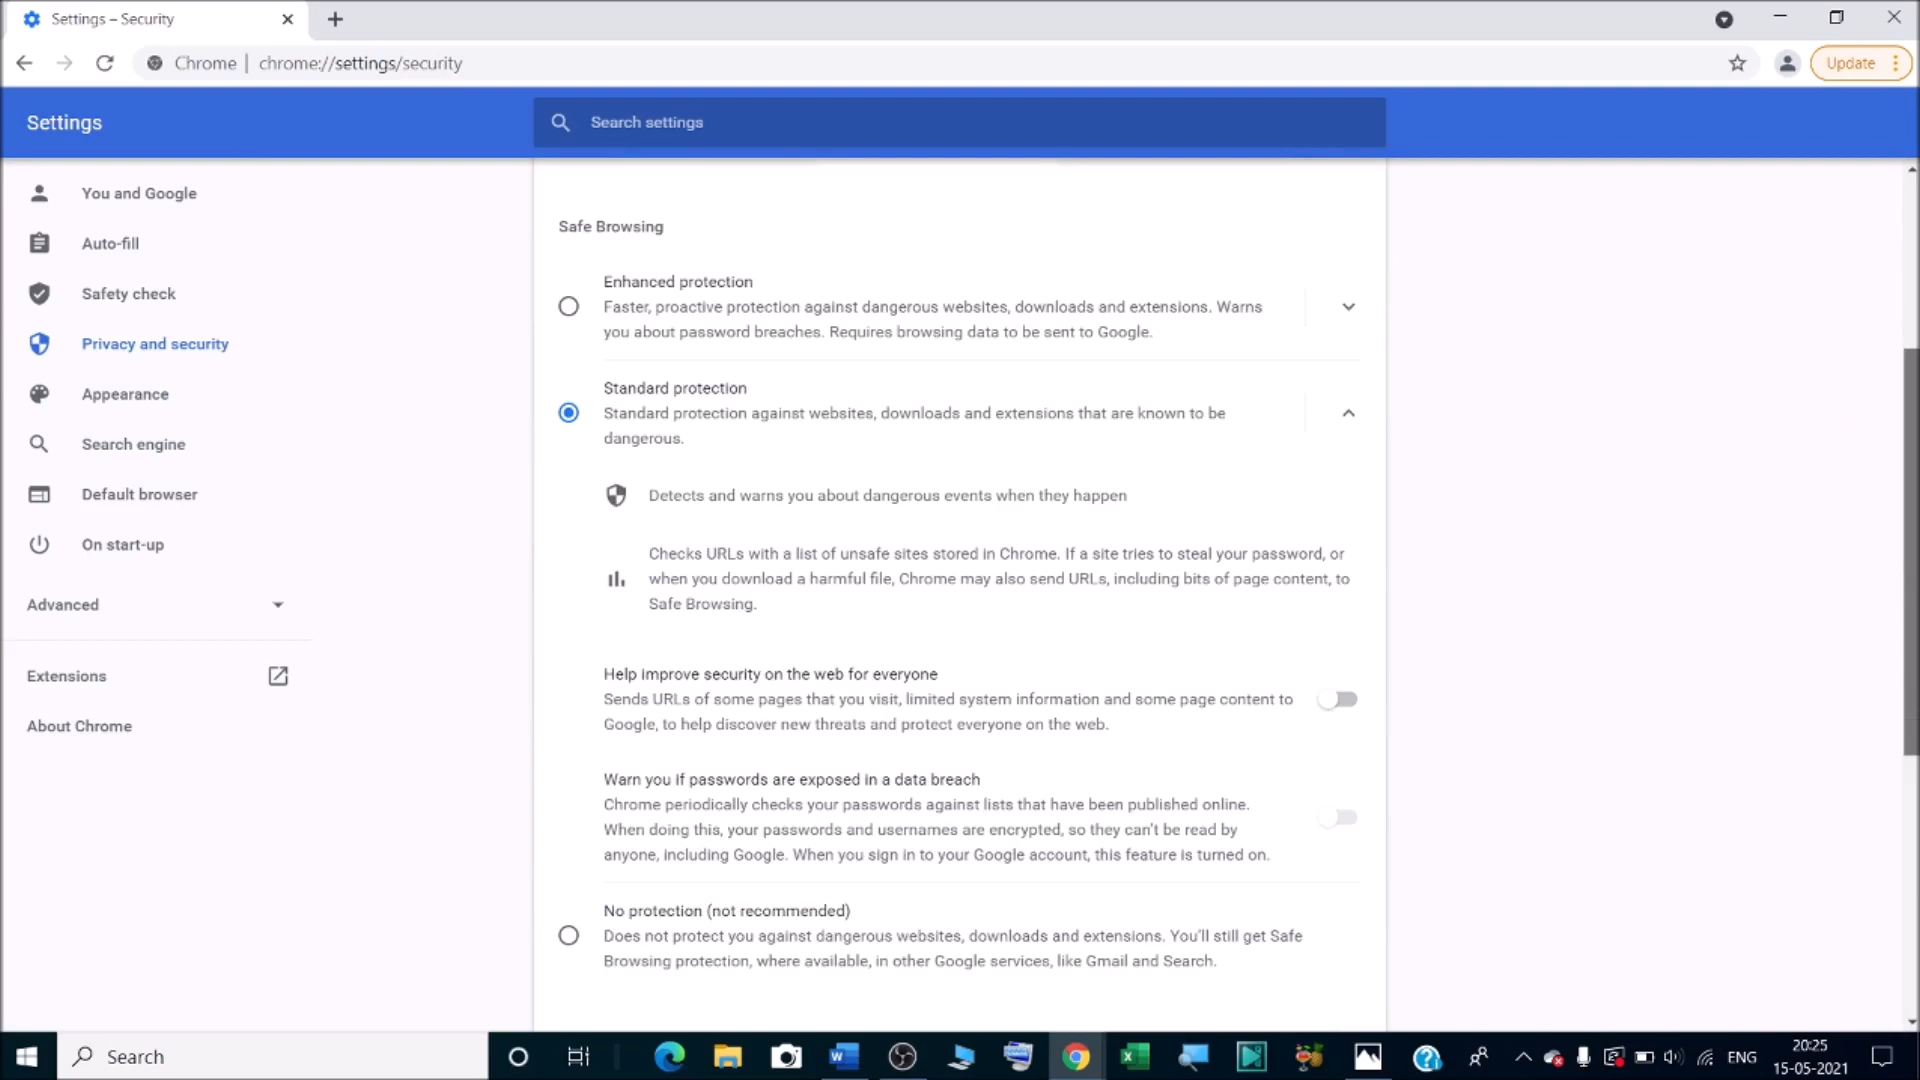 Settings – Security
Chrome | chrome://settings/security
Update
Settings
Search settings
You and Google
Auto-fill
Safety check
Privacy and security
Appearance
Search engine
Default browser
On start-up
Advanced
Extensions
About Chrome
Safe Browsing
Enhanced protection
Faster, proactive protection against dangerous websites, downloads and extensions. Warns
you about password breaches. Requires browsing data to be sent to Google.
Standard protection
Standard protection against websites, downloads and extensions that are known to be
dangerous.
Detects and warns you about dangerous events when they happen
Checks URLs with a list of unsafe sites stored in Chrome. If a site tries to steal your password, or
when you download a harmful file, Chrome may also send URLs, including bits of page content, to
Safe Browsing.
Help improve security on the web for everyone
Sends URLs of some pages that you visit, limited system information and some page content to
Google, to help discover new threats and protect everyone on the web.
Warn you if passwords are exposed in a data breach
Chrome periodically checks your passwords against lists that have been published online.
When doing this, your passwords and usernames are encrypted, so they can't be read by
anyone, including Google. When you sign in to your Google account, this feature is turned on.
No protection (not recommended)
Does not protect you against dangerous websites, downloads and extensions. You'll still get Safe
Browsing protection, where available, in other Google services, like Gmail and Search.
Search
ENG
20:25
15-05-2021